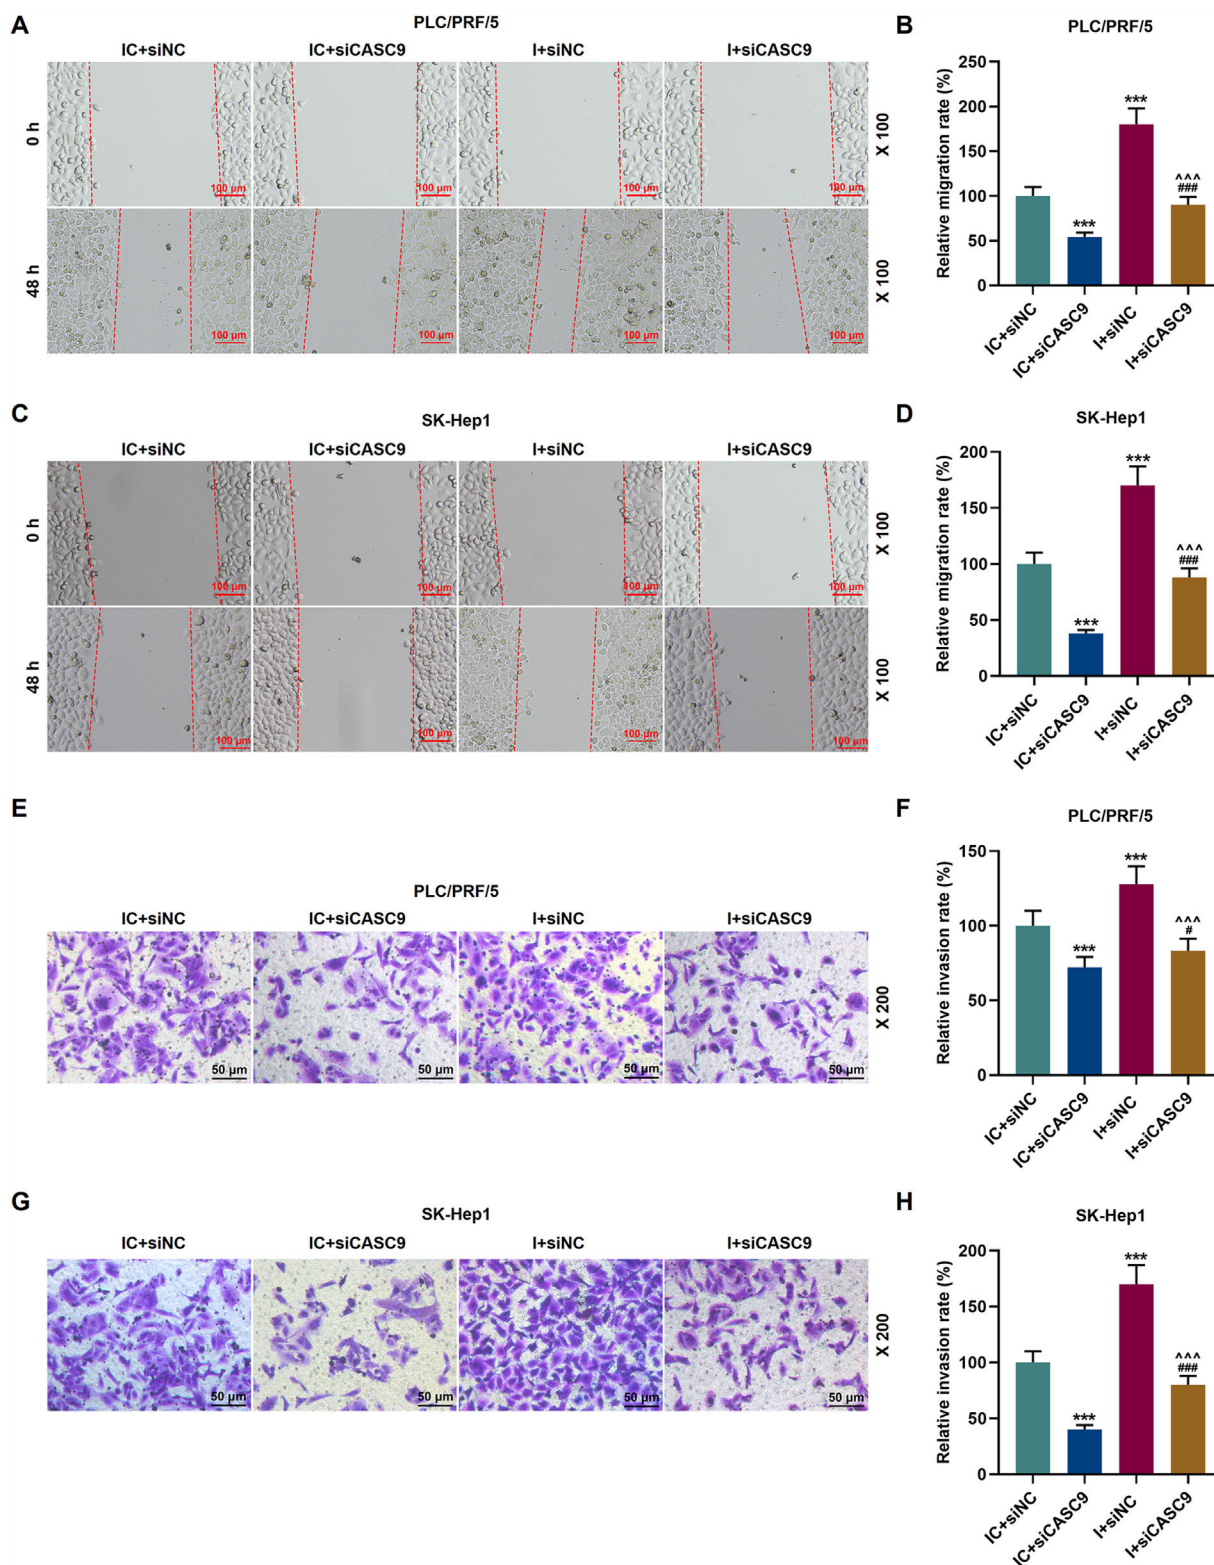 A
PLC/PRF/5
IC+siNC IC+siCASC9 I+siNC I+siCASC9
0 h
100 µm 100 µm 100 µm 100 µm
X 100
48 h
100 µm 100 µm 100 µm 100 µm
X 100
B
PLC/PRF/5
Relative migration rate (%)
250
200
150
100
50
0
***
***
^^^
###
IC+siNC IC+siCASC9 I+siNC I+siCASC9
C
SK-Hep1
IC+siNC IC+siCASC9 I+siNC I+siCASC9
0 h
100 µm 100 µm 100 µm 100 µm
X 100
48 h
100 µm 100 µm 100 µm 100 µm
X 100
D
SK-Hep1
Relative migration rate (%)
200
150
100
50
0
***
***
^^^
###
IC+siNC IC+siCASC9 I+siNC I+siCASC9
E
PLC/PRF/5
IC+siNC IC+siCASC9 I+siNC I+siCASC9
50 µm 50 µm 50 µm 50 µm
X 200
F
PLC/PRF/5
Relative invasion rate (%)
150
100
50
0
***
***
^^^
#
IC+siNC IC+siCASC9 I+siNC I+siCASC9
G
SK-Hep1
IC+siNC IC+siCASC9 I+siNC I+siCASC9
50 µm 50 µm 50 µm 50 µm
X 200
H
SK-Hep1
Relative invasion rate (%)
200
150
100
50
0
***
***
^^^
###
IC+siNC IC+siCASC9 I+siNC I+siCASC9